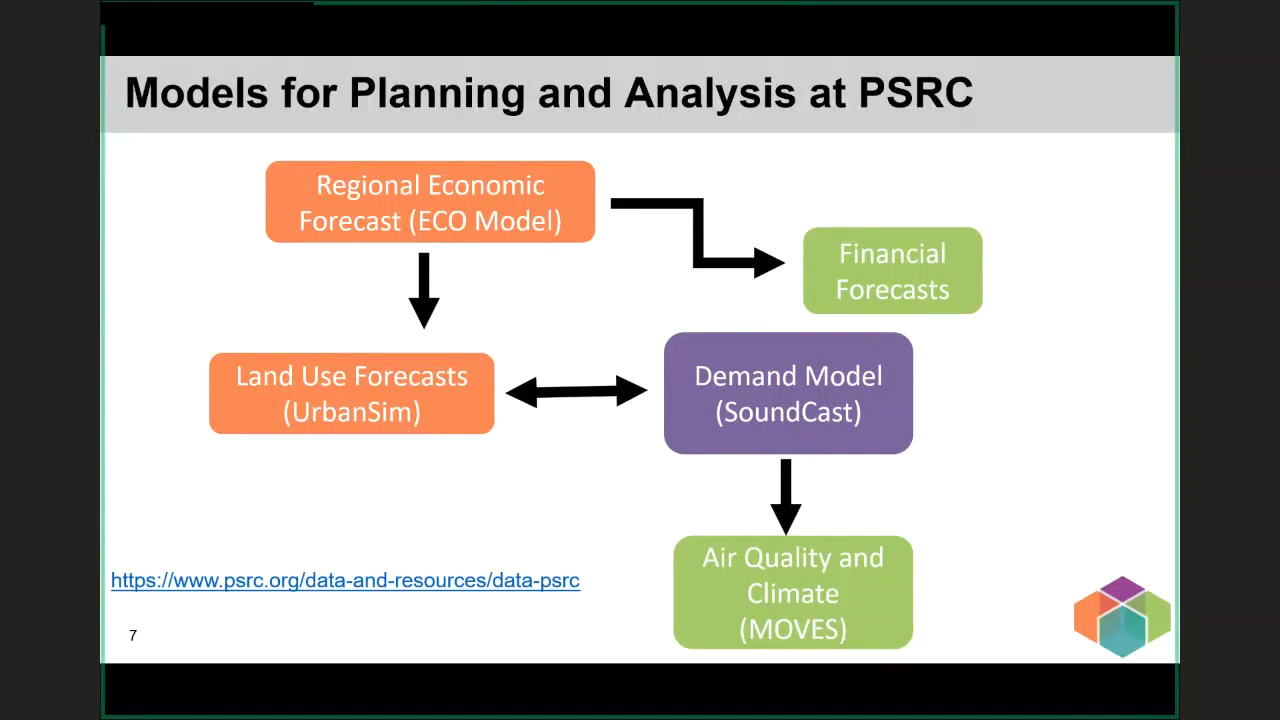 Models for Planning and Analysis at PSRC
Regional Economic
Forecast (ECO Model)
Financial
Forecasts
Land Use Forecasts
(UrbanSim)
Demand Model
(SoundCast)
Air Quality and
Climate
(MOVES)
https://www.psrc.org/data-and-resources/data-psrc
7